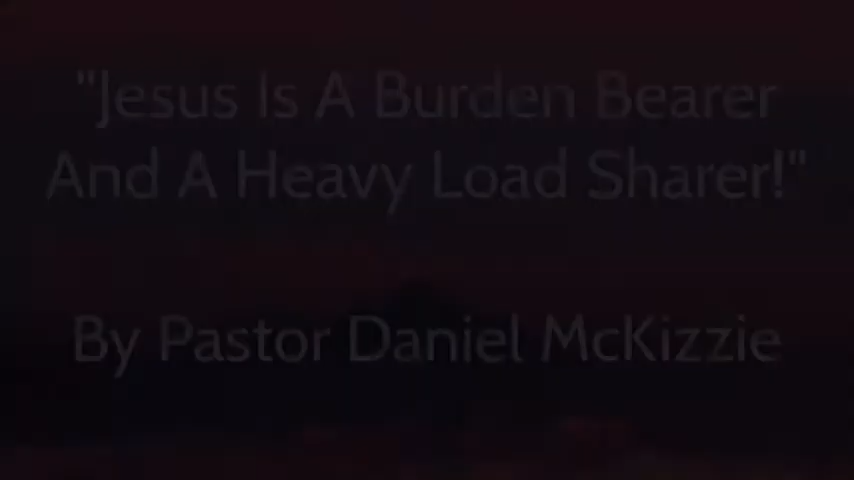 "Jesus Is A Burden Bearer
And A Heavy Load Sharer!"
By Pastor Daniel McKizzie